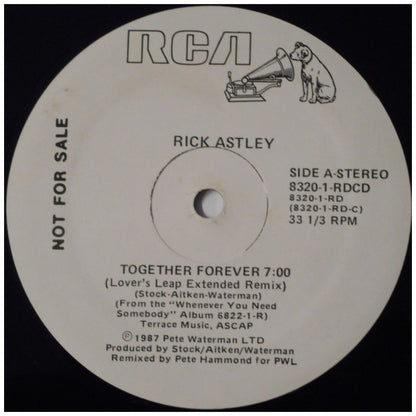 RCA
NOT FOR SALE
RICK ASTLEY
SIDE A-STEREO
8320-1-RDCD
8320-1-RD
(8320-1-RD-C)
33 1/3 RPM
TOGETHER FOREVER 7:00
(Lover's Leap Extended Remix)
(Stock-Aitken-Waterman)
(From the "Whenever You Need
Somebody" Album 6822-1-R)
Terrace Music, ASCAP
℗ 1987 Pete Waterman LTD
Produced by Stock/Aitken/Waterman
Remixed by Pete Hammond for PWL